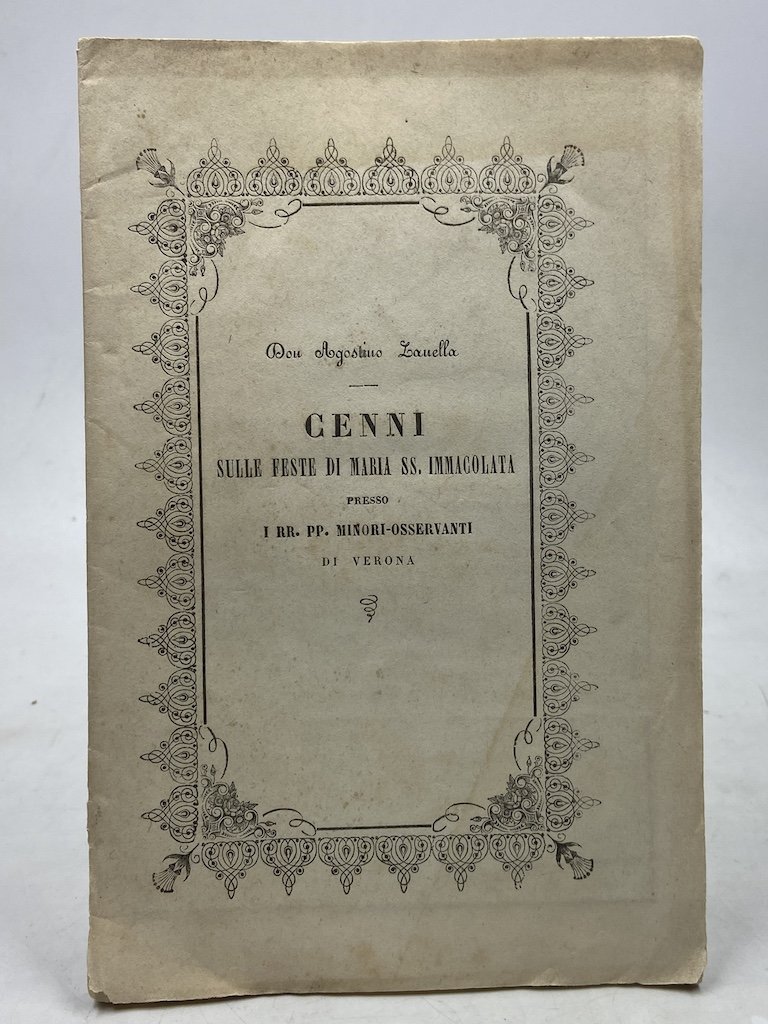 Don Agostino Zanella
CENNI
SULLE FESTE DI MARIA SS. IMMACOLATA
PRESSO
I RR. PP. MINORI-OSSERVANTI
DI VERONA